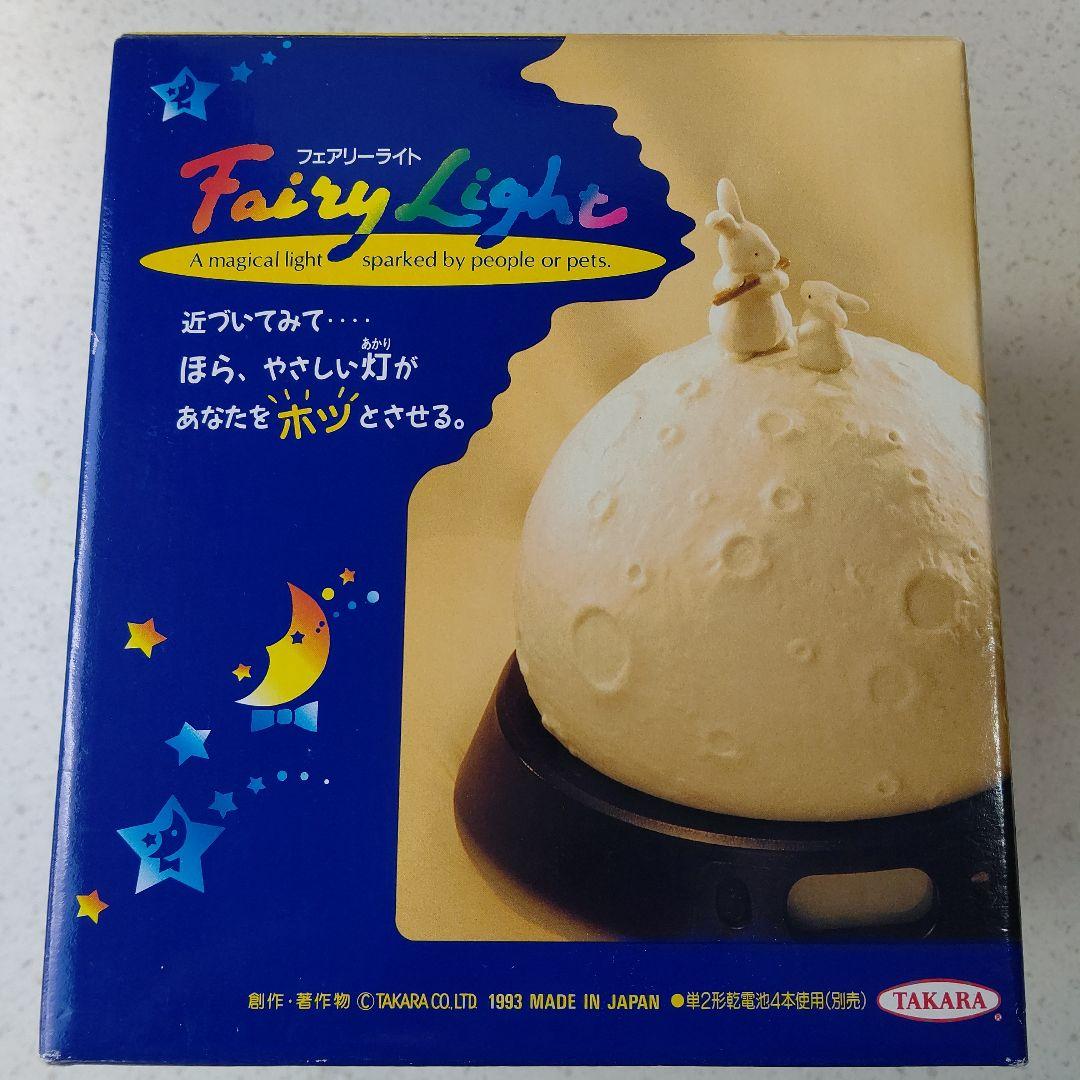 フェアリーライト
Fairy Light
A magical light sparked by people or pets.
近づいてみて‥‥
あかり
ほら、やさしい灯が
あなたをホッとさせる。
創作・著作物 ©TAKARA CO., LTD. 1993 MADE IN JAPAN ●単2形乾電池4本使用(別売)
TAKARA®